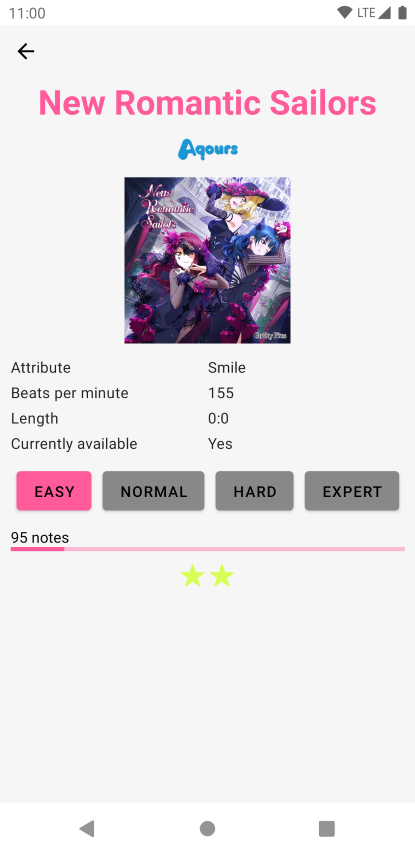 11:00
LTE
New Romantic Sailors
Aqours
New
Romantic
Sailors
Guilty Kiss
Attribute Smile
Beats per minute 155
Length 0:0
Currently available Yes
EASY NORMAL HARD EXPERT
95 notes